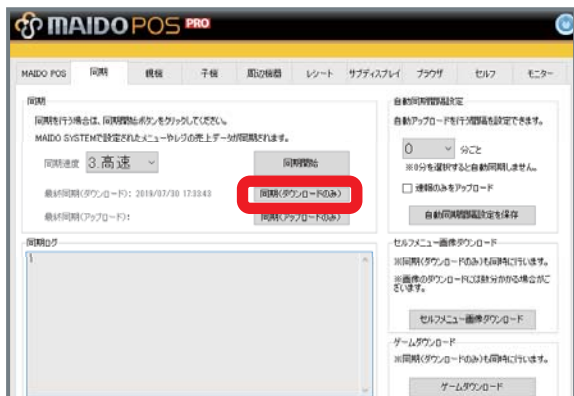 MAIDO POS PRO
MAIDO POS 同期 親機 子機 周辺機器 レシート サブディスプレイ ブラウザ セルフ モニター
同期
同期を行う場合は、同期開始ボタンをクリックしてください。
MAIDO SYSTEMで設定されたメニューやレジの売上データが同期されます。
同期速度 3.高速 同期開始
最終同期(ダウンロード): 2019/07/30 17:33:43 同期(ダウンロードのみ)
最終同期(アップロード): 同期(アップロードのみ)
同期ログ
自動同期間隔設定
自動アップロードを行う間隔を設定できます。
0 分ごと
※0分を選択すると自動同期しません。
速報のみをアップロード
自動同期間隔設定を保存
セルフメニュー画像ダウンロード
※同期(ダウンロードのみ)も同時に行います。
※画像のダウンロードには数分かかる場合がご
ざいます。
セルフメニュー画像ダウンロード
ゲームダウンロード
※同期(ダウンロードのみ)も同時に行います。
ゲームダウンロード